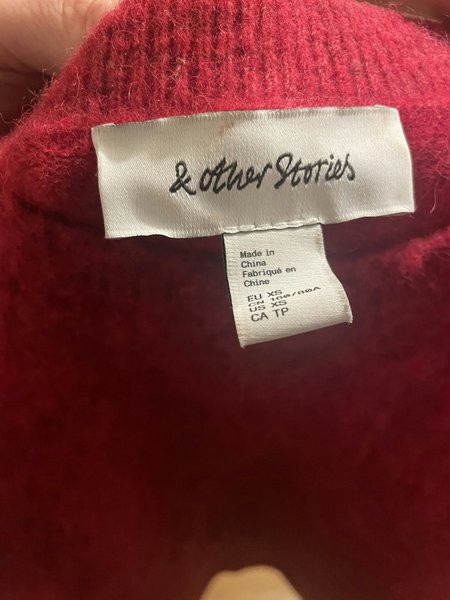 & other Stories
Made in
China
Fabriqué en
Chine
EU XS
CN 160/80A
US XS
CA TP